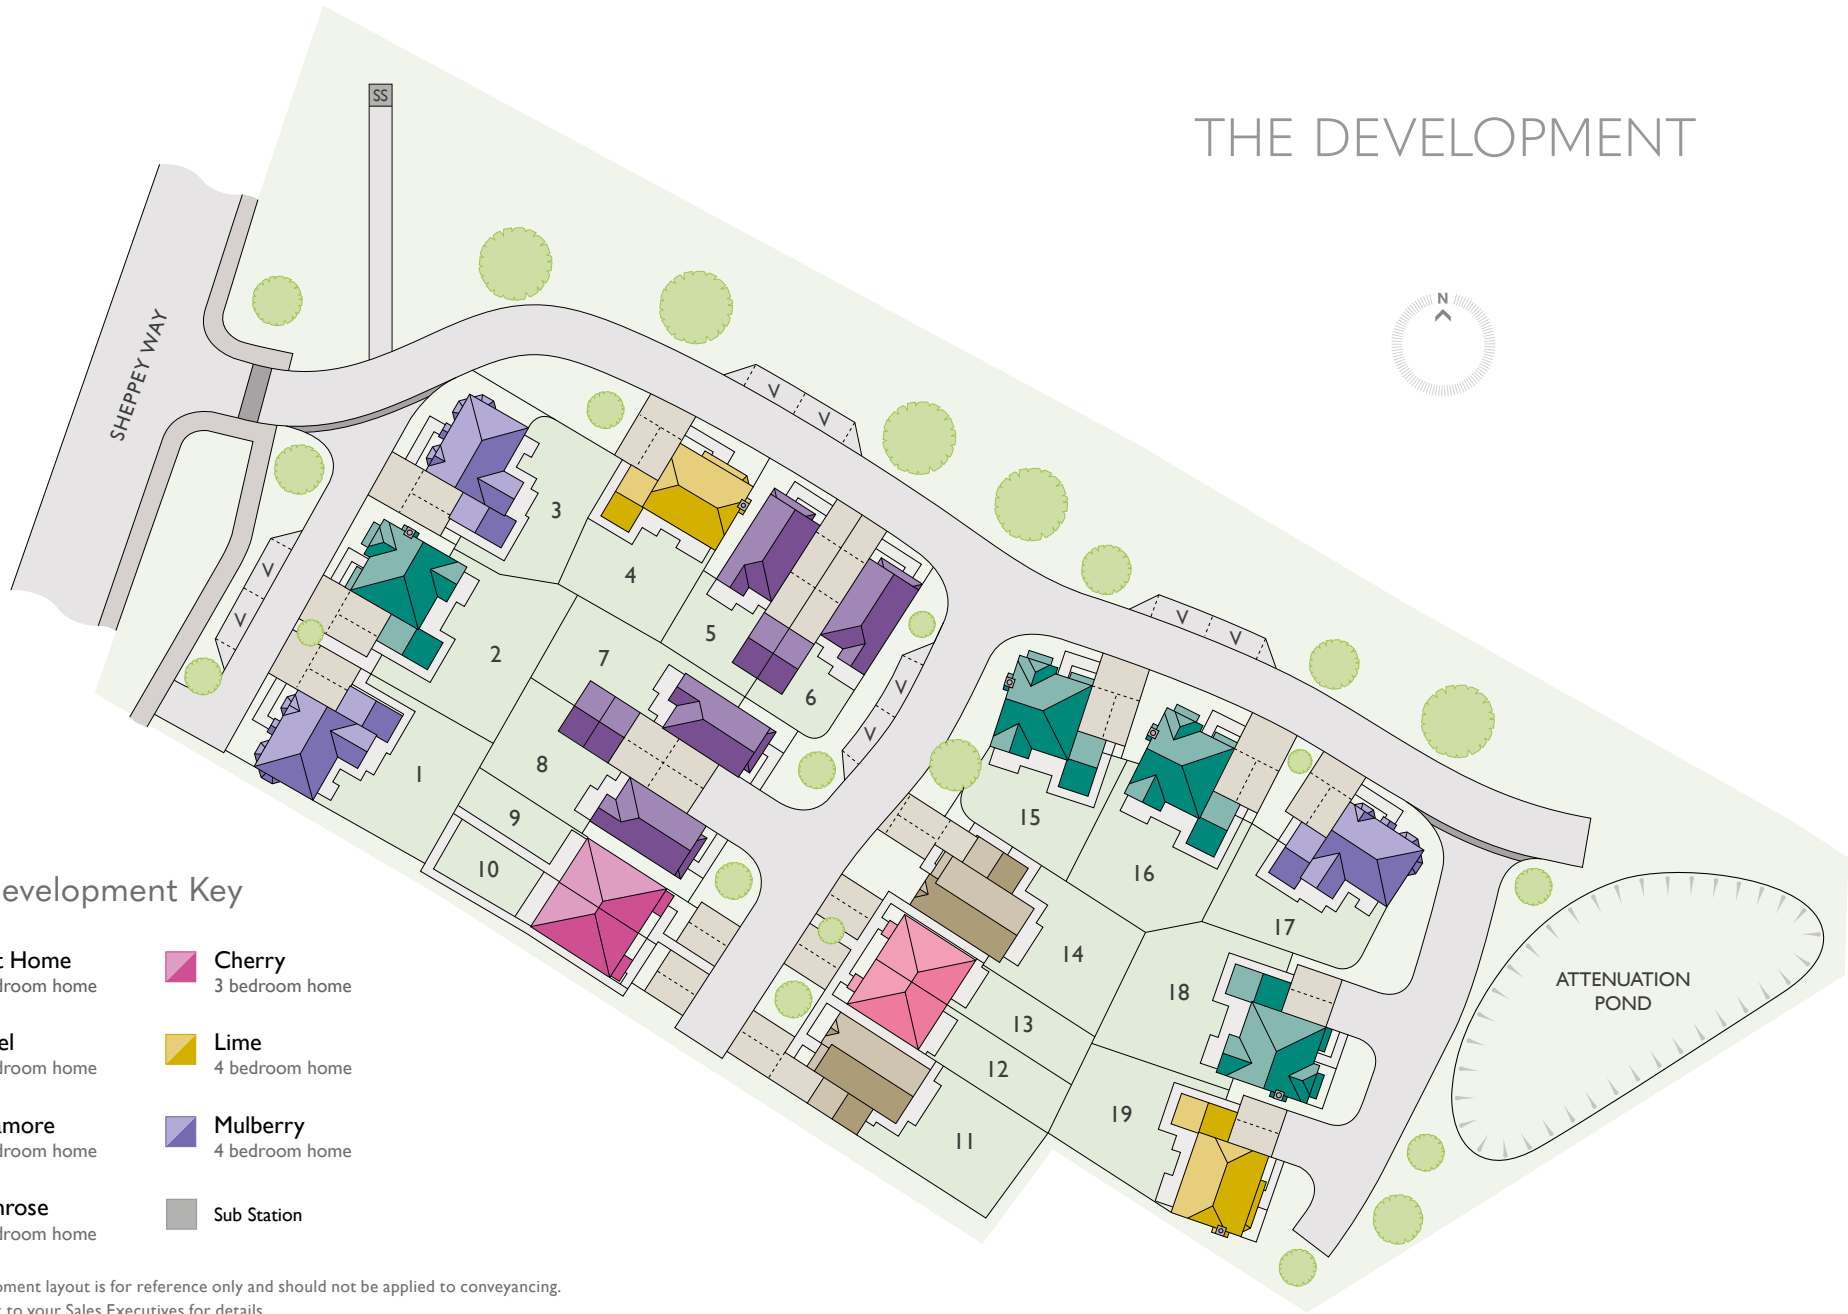 THE DEVELOPMENT
SS
N
SHEPPEY WAY
V
V
V
V
V
V
V
V
3
4
2
5
7
6
1
8
9
10
15
16
17
14
18
13
12
19
11
ATTENUATION
POND
evelopment Key
t Home
droom home
Cherry
3 bedroom home
el
droom home
Lime
4 bedroom home
amore
droom home
Mulberry
4 bedroom home
nrose
droom home
Sub Station
pment layout is for reference only and should not be applied to conveyancing.
to your Sales Executives for details